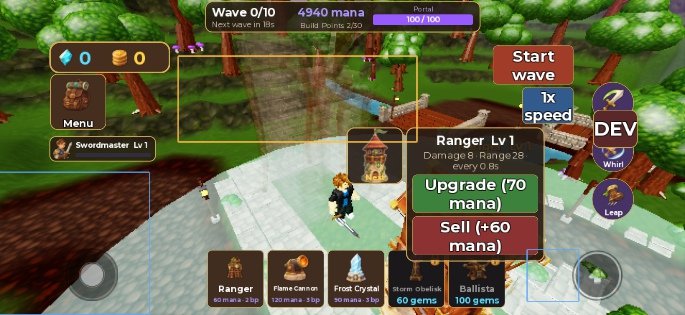 Wave 0/10
4940 mana
Next wave in 18s
Build Points 2/30
Portal
100 / 100
0
0
Menu
Swordmaster Lv 1
Start
wave
1x
speed
DEV
Whirl
Leap
Ranger Lv 1
Damage 8 · Range 28 ·
every 0.8s
Upgrade (70
mana)
Sell (+60
mana)
Ranger
60 mana · 2 bp
Flame Cannon
120 mana · 3 bp
Frost Crystal
90 mana · 3 bp
Storm Obelisk
60 gems
Ballista
100 gems